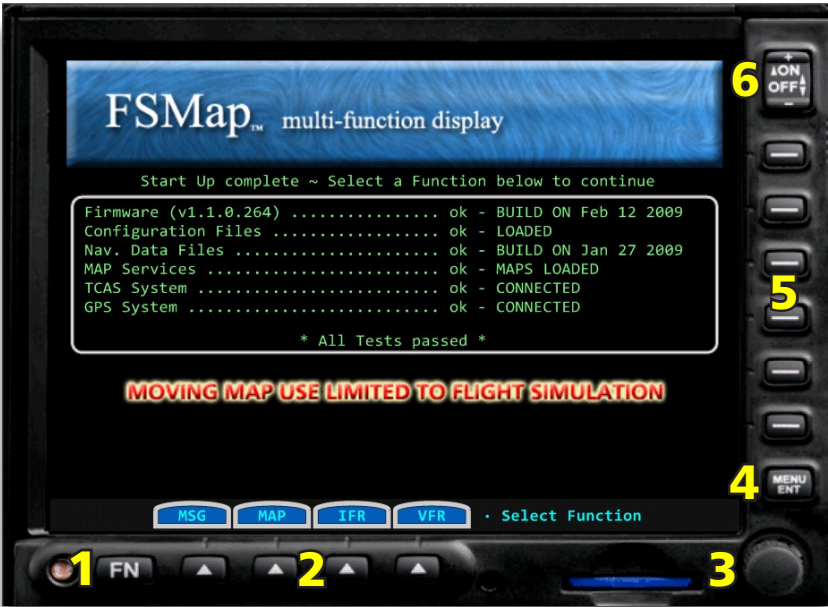 FSMap™ multi-function display
Start Up complete ~ Select a Function below to continue
Firmware (v1.1.0.264) ................ ok - BUILD ON Feb 12 2009
Configuration Files .................. ok - LOADED
Nav. Data Files ...................... ok - BUILD ON Jan 27 2009
MAP Services ......................... ok - MAPS LOADED
TCAS System .......................... ok - CONNECTED
GPS System ........................... ok - CONNECTED
* All Tests passed *
MOVING MAP USE LIMITED TO FLIGHT SIMULATION
MSG MAP IFR VFR · Select Function
6
+
ON
OFF
-
5
4
MENU
ENT
1
FN
2
3